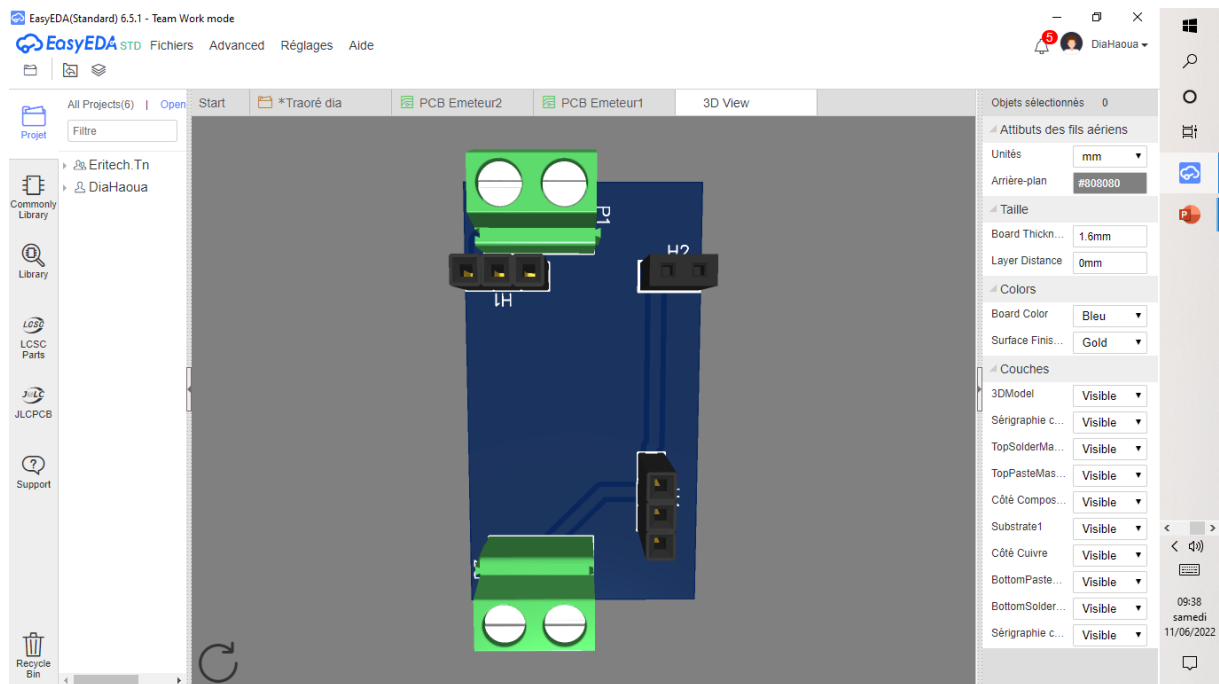 EasyEDA(Standard) 6.5.1 - Team Work mode
EasyEDA STD Fichiers Advanced Réglages Aide
5
DiaHaoua
Projet
Commonly Library
Library
LCSC
LCSC Parts
JLCPCB
Support
Recycle Bin
All Projects(6) | Open
Filtre
Eritech.Tn
DiaHaoua
Start *Traoré dia PCB Emeteur2 PCB Emeteur1 3D View
P1
H2
H1
Objets sélectionnés 0
Attibuts des fils aériens
Unités mm
Arrière-plan #808080
Taille
Board Thickn... 1.6mm
Layer Distance 0mm
Colors
Board Color Bleu
Surface Finis... Gold
Couches
3DModel Visible
Sérigraphie c... Visible
TopSolderMa... Visible
TopPasteMas... Visible
Côté Compos... Visible
Substrate1 Visible
Côté Cuivre Visible
BottomPaste... Visible
BottomSolder... Visible
Sérigraphie c... Visible
09:38
samedi
11/06/2022